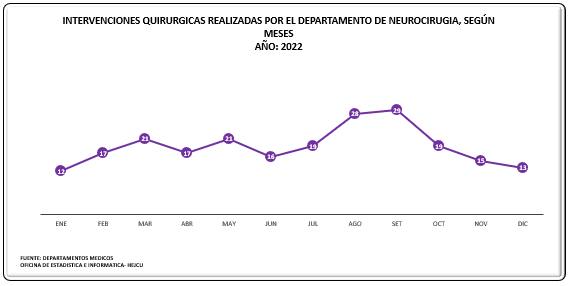 INTERVENCIONES QUIRURGICAS REALIZADAS POR EL DEPARTAMENTO DE NEUROCIRUGIA, SEGÚN
MESES
AÑO: 2022
12 17 21 17 21 16 19 28 29 19 15 13
ENE FEB MAR ABR MAY JUN JUL AGO SET OCT NOV DIC
FUENTE: DEPARTAMENTOS MEDICOS
OFICINA DE ESTADISTICA E INFORMATICA- HEJCU